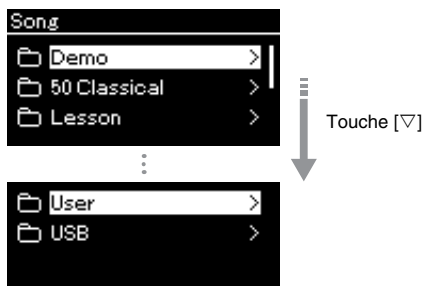 Song
Demo >
50 Classical >
Lesson >
Touche [▽]
User >
USB >